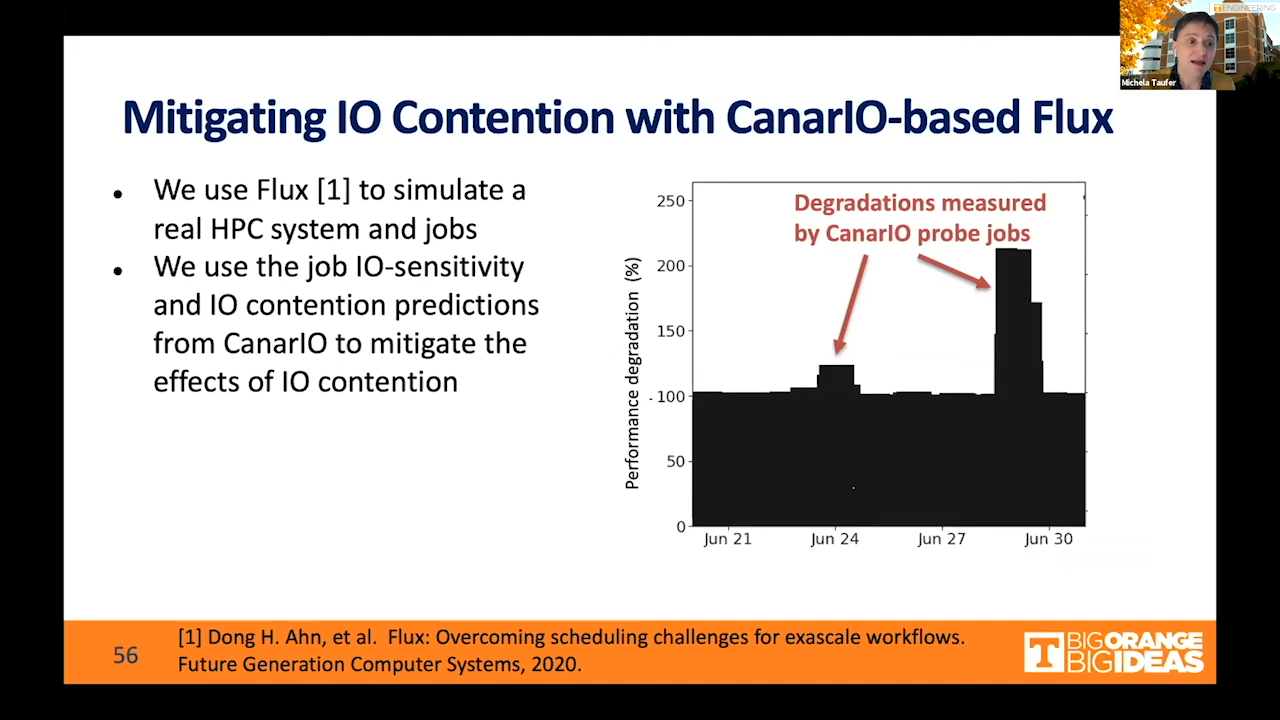 ENGINEERING
Michela Taufer
Mitigating IO Contention with CanarIO-based Flux
We use Flux [1] to simulate a
real HPC system and jobs
We use the job IO-sensitivity
and IO contention predictions
from CanarIO to mitigate the
effects of IO contention
Degradations measured
by CanarIO probe jobs
Performance degradation (%)
250
200
150
100
50
0
Jun 21
Jun 24
Jun 27
Jun 30
56
[1] Dong H. Ahn, et al. Flux: Overcoming scheduling challenges for exascale workflows.
Future Generation Computer Systems, 2020.
T
BIG ORANGE
BIG IDEAS